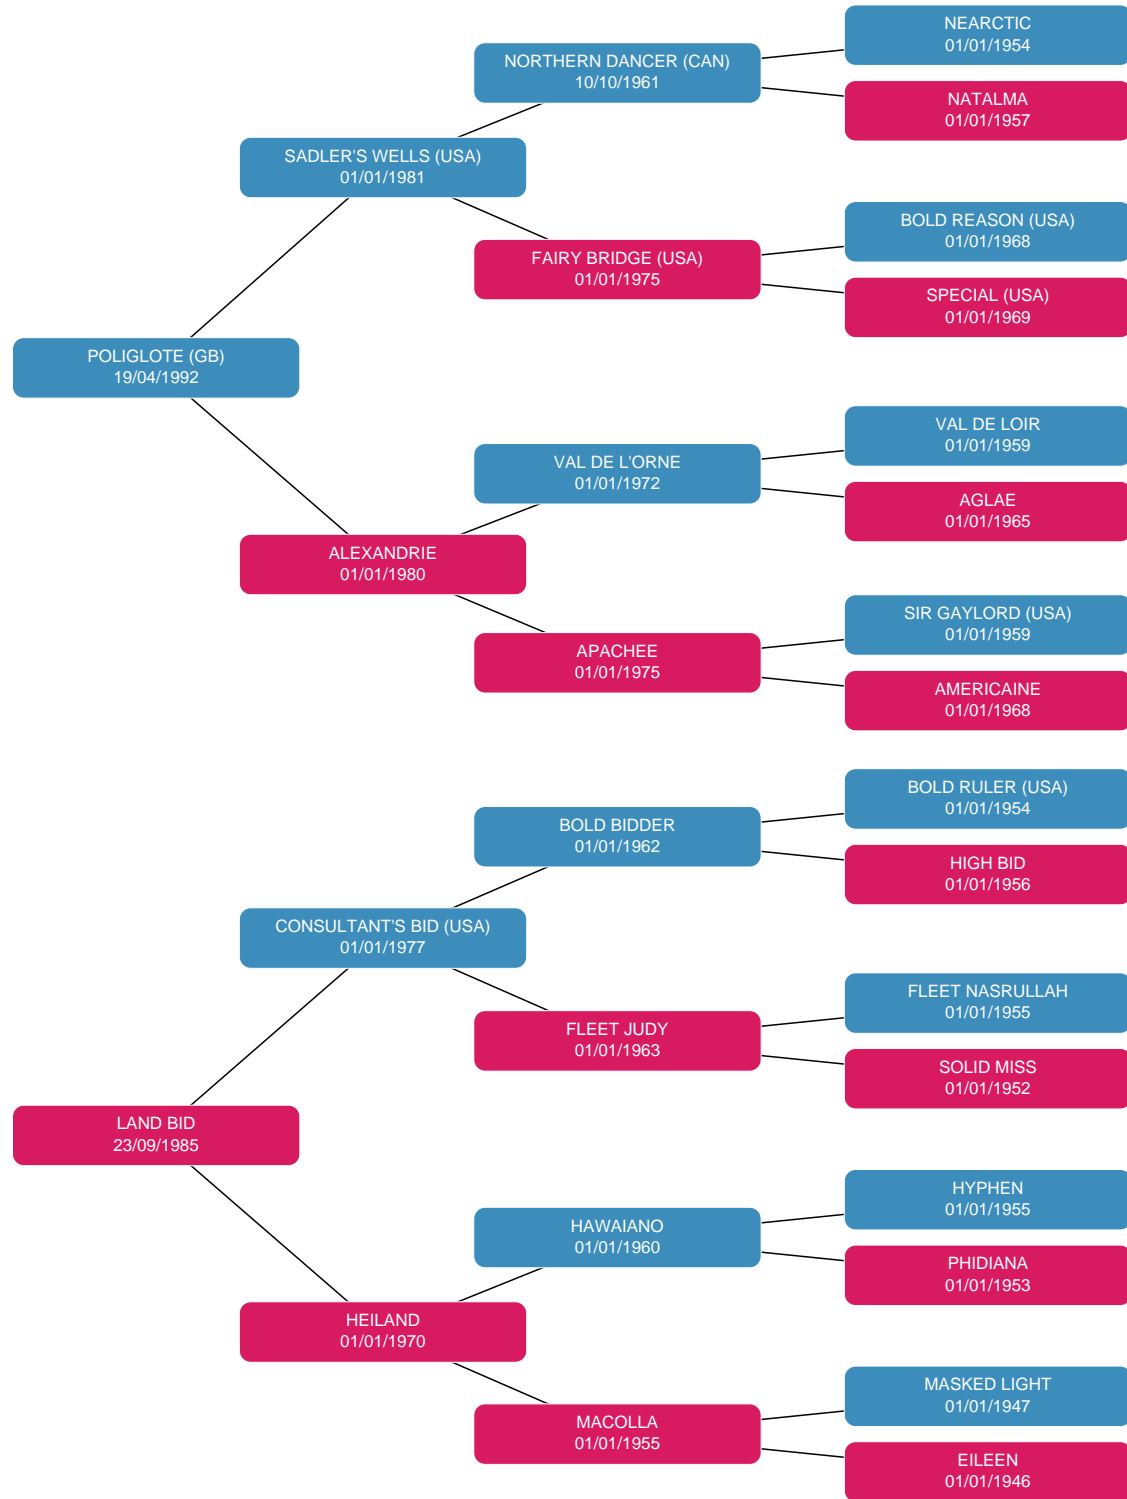 NEARCTIC
01/01/1954
NORTHERN DANCER (CAN)
10/10/1961
NATALMA
01/01/1957
SADLER'S WELLS (USA)
01/01/1981
BOLD REASON (USA)
01/01/1968
FAIRY BRIDGE (USA)
01/01/1975
SPECIAL (USA)
01/01/1969
POLIGLOTE (GB)
19/04/1992
VAL DE LOIR
01/01/1959
VAL DE L'ORNE
01/01/1972
AGLAE
01/01/1965
ALEXANDRIE
01/01/1980
SIR GAYLORD (USA)
01/01/1959
APACHEE
01/01/1975
AMERICAINE
01/01/1968
BOLD RULER (USA)
01/01/1954
BOLD BIDDER
01/01/1962
HIGH BID
01/01/1956
CONSULTANT'S BID (USA)
01/01/1977
FLEET NASRULLAH
01/01/1955
FLEET JUDY
01/01/1963
SOLID MISS
01/01/1952
LAND BID
23/09/1985
HYPHEN
01/01/1955
HAWAIANO
01/01/1960
PHIDIANA
01/01/1953
HEILAND
01/01/1970
MASKED LIGHT
01/01/1947
MACOLLA
01/01/1955
EILEEN
01/01/1946